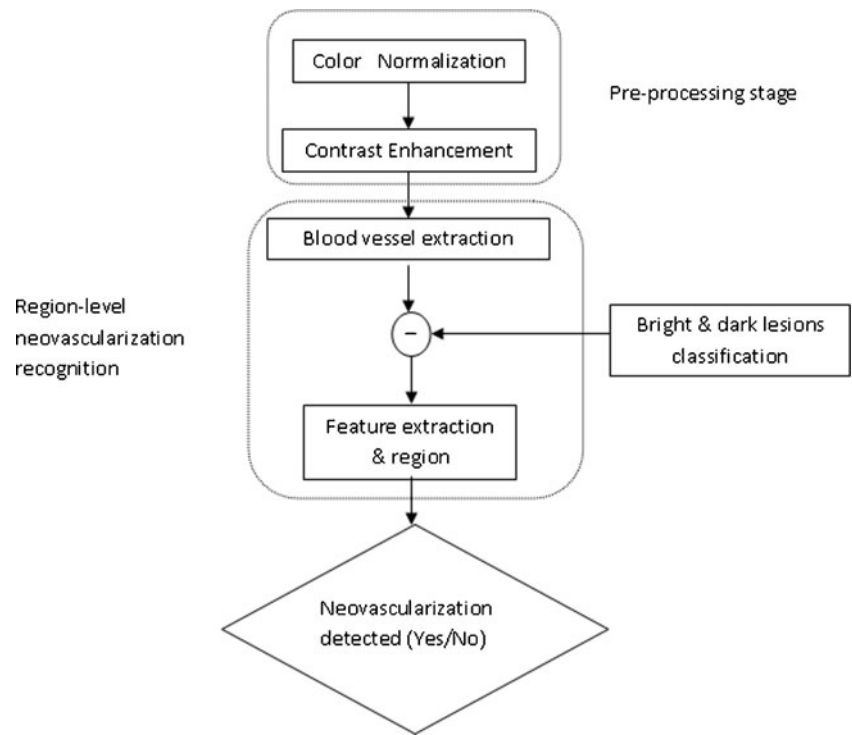 Color Normalization
Pre-processing stage
Contrast Enhancement
Blood vessel extraction
Region-level
neovascularization
recognition
−
Bright & dark lesions
classification
Feature extraction
& region
Neovascularization
detected (Yes/No)